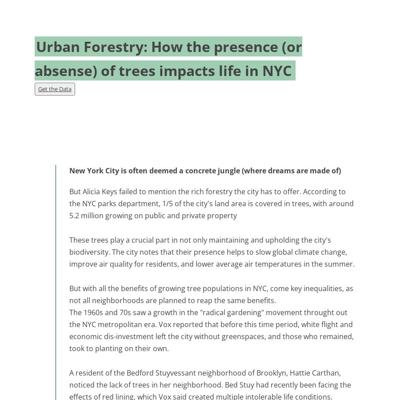 Urban Forestry: How the presence (or
absense) of trees impacts life in NYC
Get the Data
New York City is often deemed a concrete jungle (where dreams are made of)
But Alicia Keys failed to mention the rich forestry the city has to offer. According to
the NYC parks department, 1/5 of the city's land area is covered in trees, with around
5.2 million growing on public and private property
These trees play a crucial part in not only maintaining and upholding the city's
biodiversity. The city notes that their presence helps to slow global climate change,
improve air quality for residents, and lower average air temperatures in the summer.
But with all the benefits of growing tree populations in NYC, come key inequalities, as
not all neighborhoods are planned to reap the same benefits.
The 1960s and 70s saw a growth in the "radical gardening" movement throughout out
the NYC metropolitan era. Vox reported that before this time period, white flight and
economic dis-investment left the city without greenspaces, and those who remained,
took to planting on their own.
A resident of the Bedford Stuyvessant neighborhood of Brooklyn, Hattie Carthan,
noticed the lack of trees in her neighborhood. Bed Stuy had recently been facing the
effects of red lining, which Vox said created multiple intolerable life conditions.